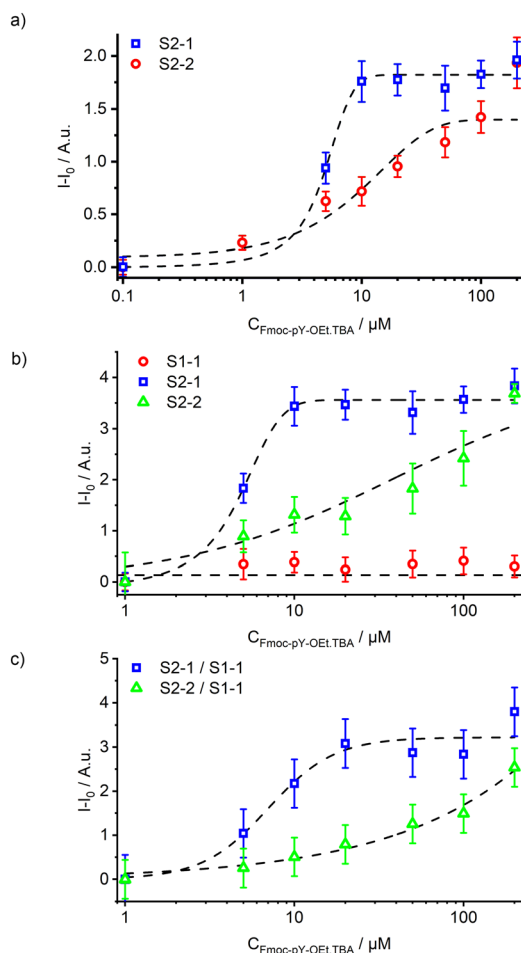 a)
S2-1
S2-2
2.0
1.5
1.0
0.5
0.0
I-I₀ / A.u.
0.1 1 10 100
C_Fmoc-pY-OEt.TBA / µM
b)
S1-1
S2-1
S2-2
4
3
2
1
0
I-I₀ / A.u.
1 10 100
C_Fmoc-pY-OEt.TBA / µM
c)
S2-1 / S1-1
S2-2 / S1-1
5
4
3
2
1
0
I-I₀ / A.u.
1 10 100
C_Fmoc-pY-OEt.TBA / µM